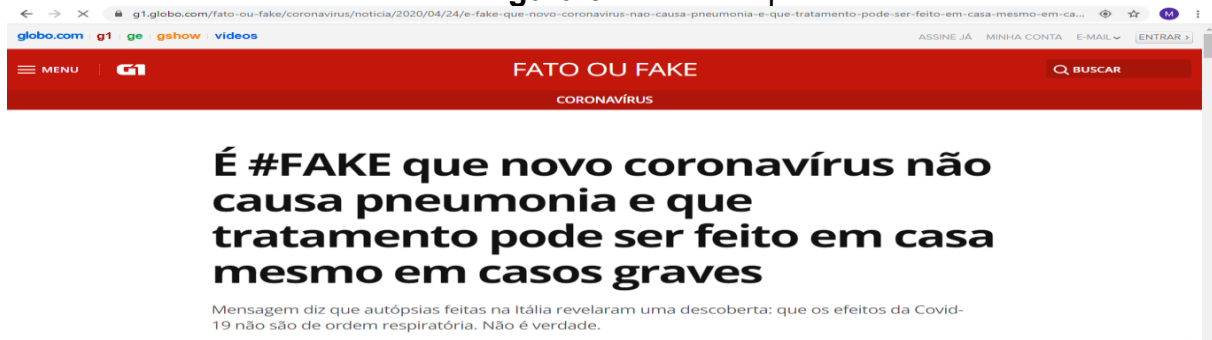 g1.globo.com/fato-ou-fake/coronavirus/noticia/2020/04/24/e-fake-que-novo-coronavirus-nao-causa-pneumonia-e-que-tratamento-pode-ser-feito-em-casa-mesmo-em-ca...
M
globo.com g1 ge gshow vídeos ASSINE JÁ MINHA CONTA E-MAIL ENTRAR >
MENU G1 FATO OU FAKE BUSCAR
CORONAVÍRUS
É #FAKE que novo coronavírus não
causa pneumonia e que
tratamento pode ser feito em casa
mesmo em casos graves
Mensagem diz que autópsias feitas na Itália revelaram uma descoberta: que os efeitos da Covid-
19 não são de ordem respiratória. Não é verdade.